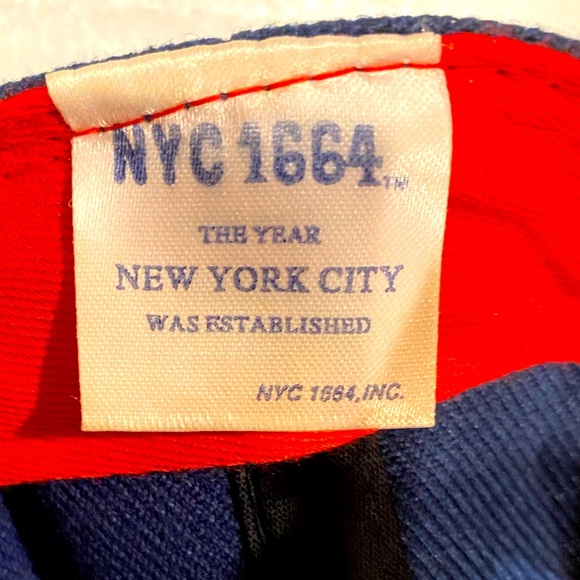 NYC 1664™
THE YEAR
NEW YORK CITY
WAS ESTABLISHED
NYC 1664, INC.